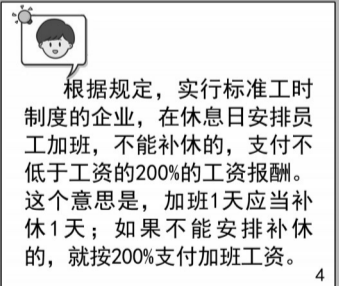 根据规定，实行标准工时
制度的企业，在休息日安排员
工加班，不能补休的，支付不
低于工资的200%的工资报酬。
这个意思是，加班1天应当补
休1天；如果不能安排补休
的，就按200%支付加班工资。
4